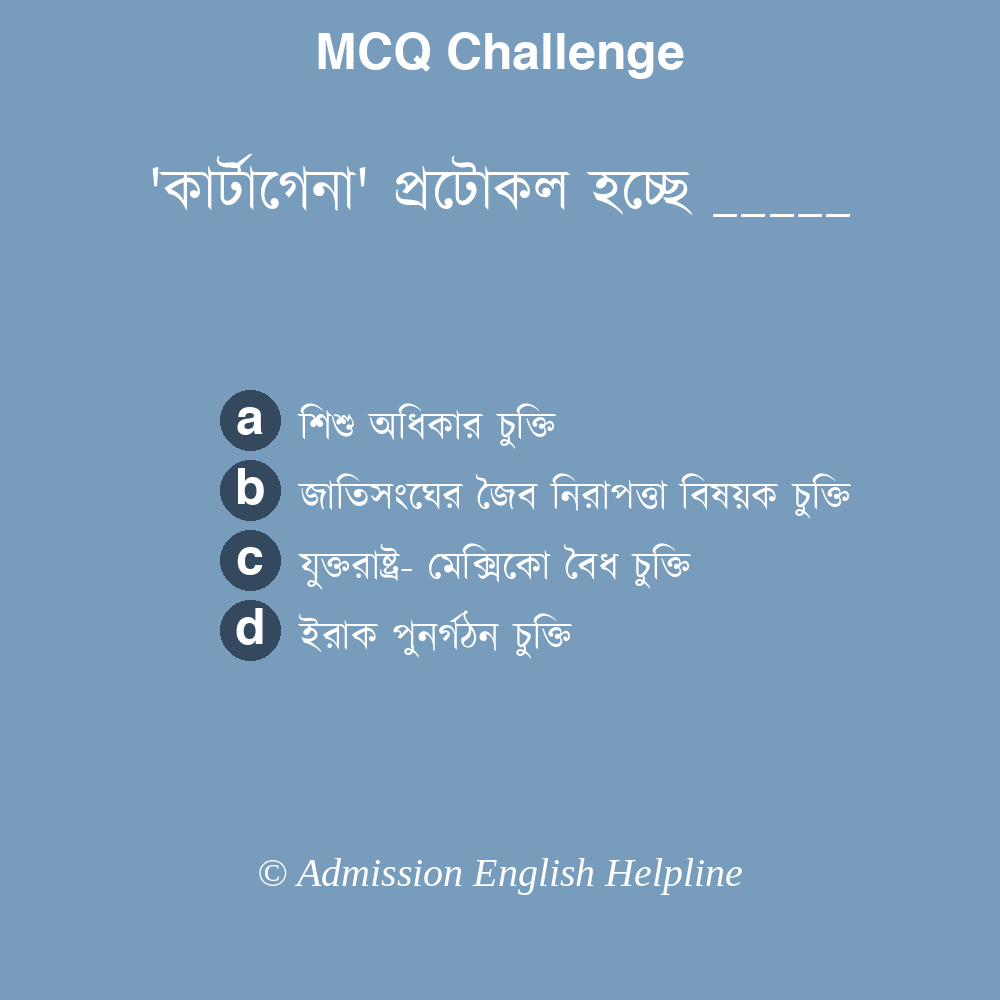 MCQ Challenge
'কার্টাগেনা' প্রটোকল হচ্ছে _____
a শিশু অধিকার চুক্তি
b জাতিসংঘের জৈব নিরাপত্তা বিষয়ক চুক্তি
c যুক্তরাষ্ট্র- মেক্সিকো বৈধ চুক্তি
d ইরাক পুনর্গঠন চুক্তি
© Admission English Helpline